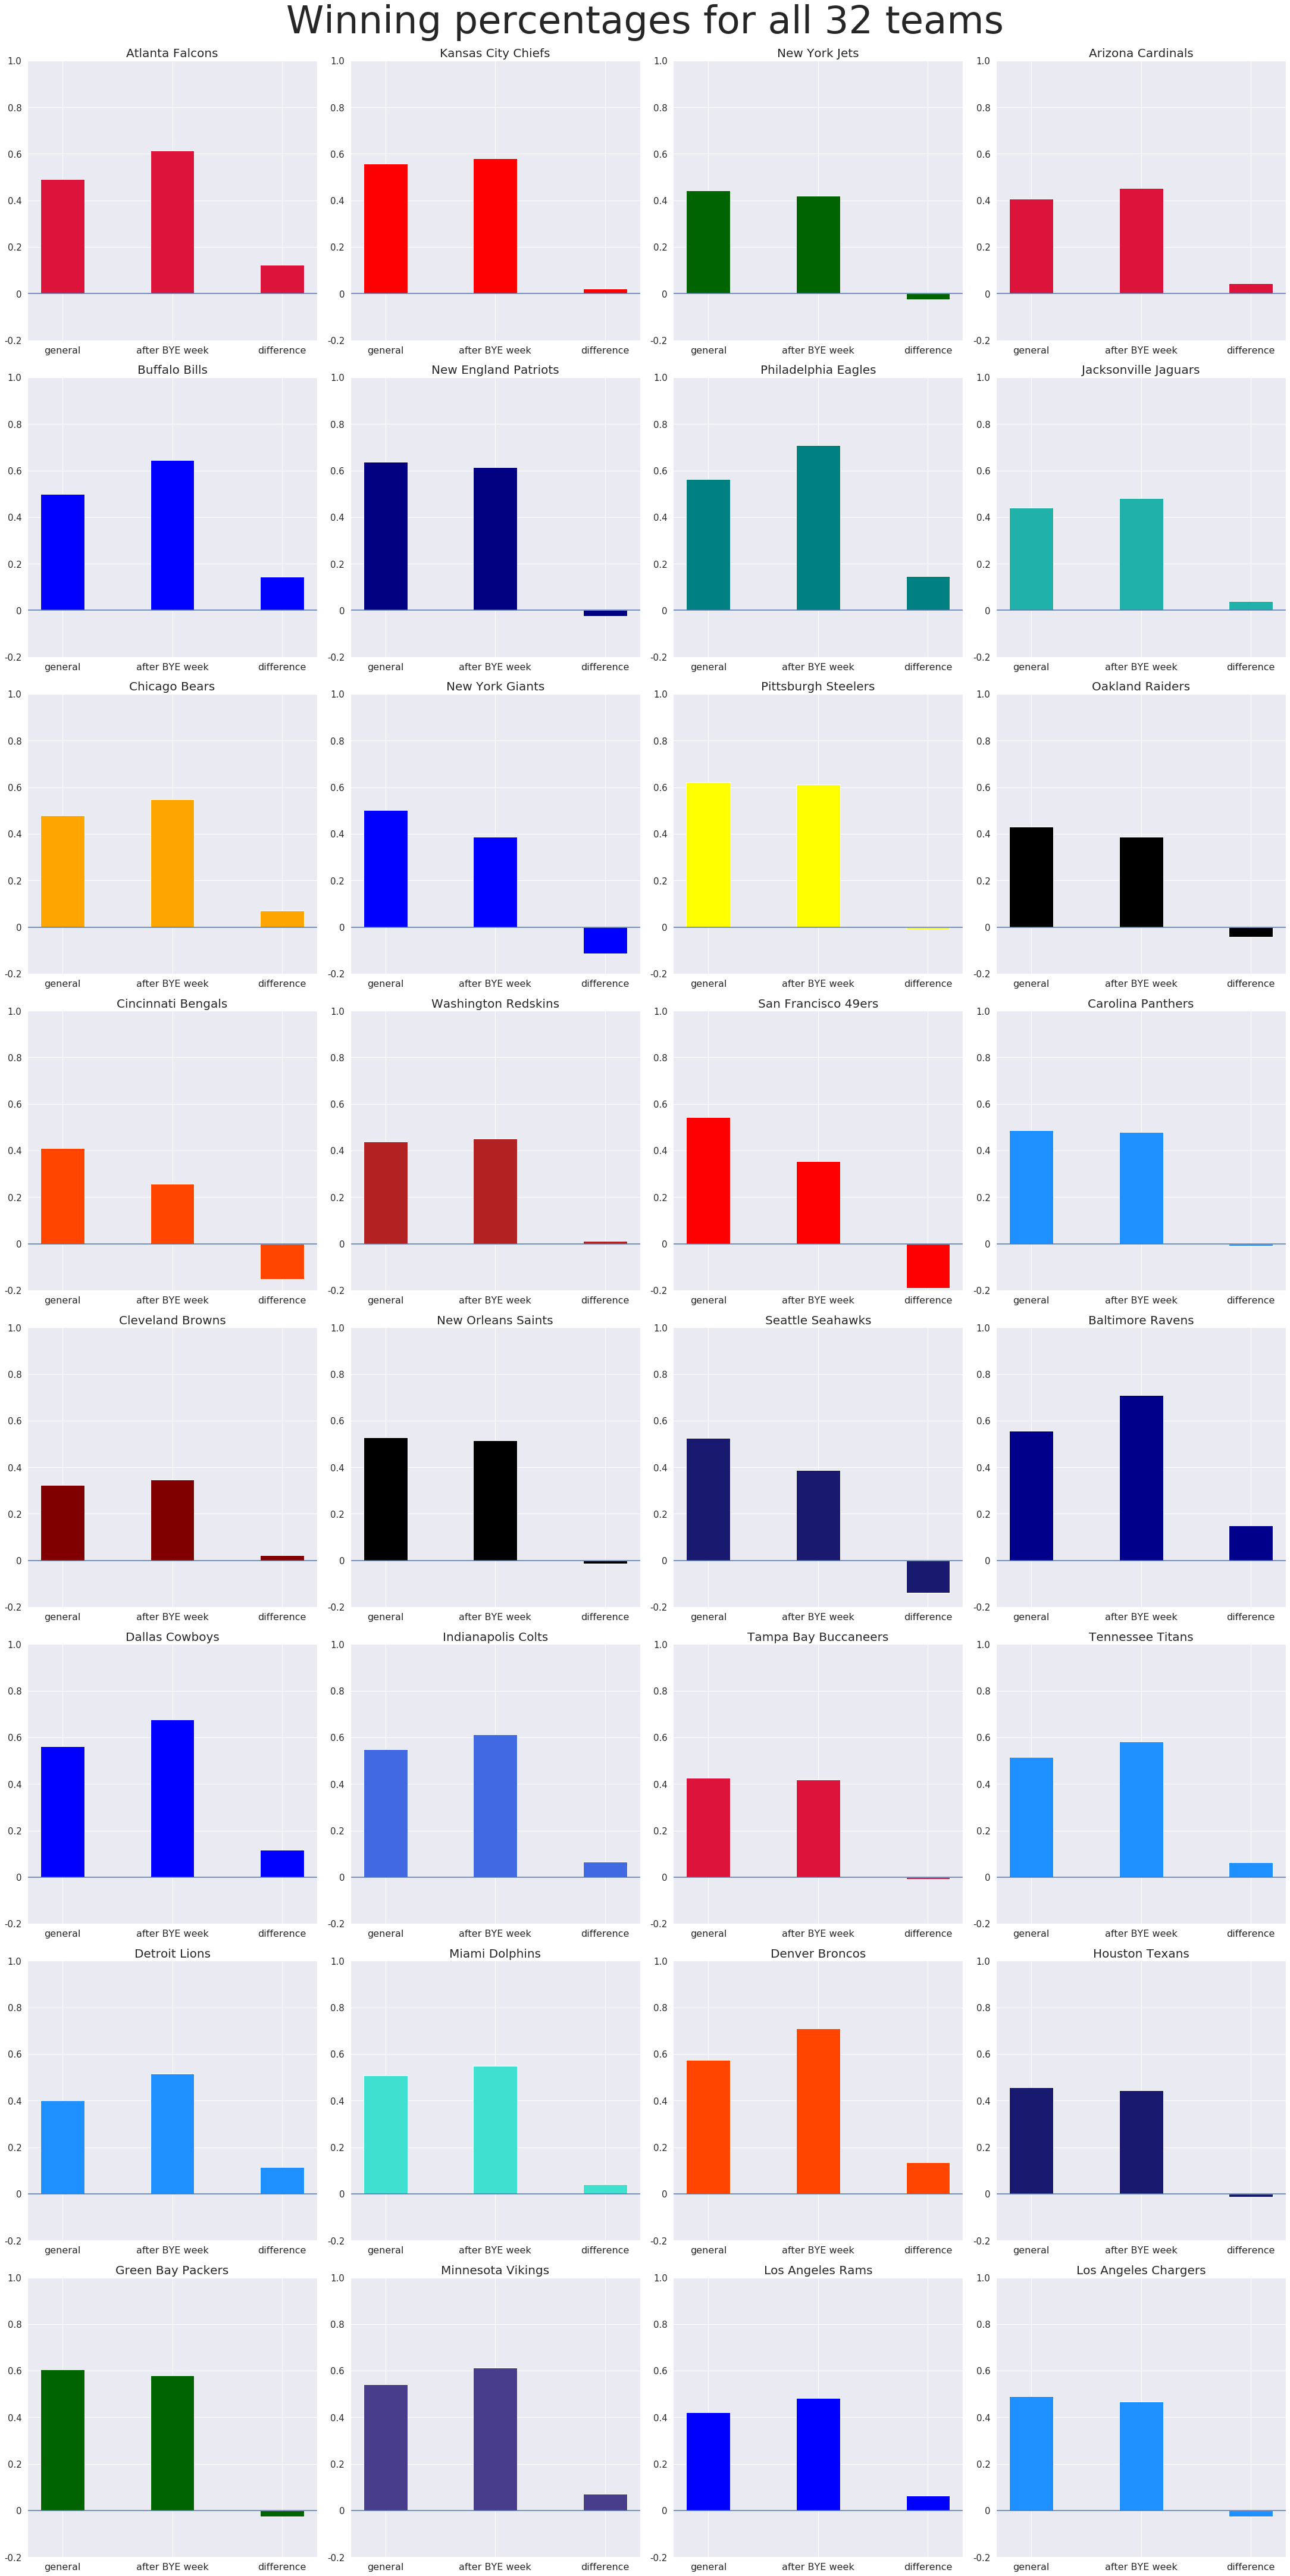 Winning percentages for all 32 teams
Atlanta Falcons Kansas City Chiefs New York Jets Arizona Cardinals
1.0 1.0 1.0 1.0
0.8 0.8 0.8 0.8
0.6 0.6 0.6 0.6
0.4 0.4 0.4 0.4
0.2 0.2 0.2 0.2
0 0 0 0
-0.2 -0.2 -0.2 -0.2
general after BYE week difference general after BYE week difference general after BYE week difference general after BYE week difference
Buffalo Bills New England Patriots Philadelphia Eagles Jacksonville Jaguars
1.0 1.0 1.0 1.0
0.8 0.8 0.8 0.8
0.6 0.6 0.6 0.6
0.4 0.4 0.4 0.4
0.2 0.2 0.2 0.2
0 0 0 0
-0.2 -0.2 -0.2 -0.2
general after BYE week difference general after BYE week difference general after BYE week difference general after BYE week difference
Chicago Bears New York Giants Pittsburgh Steelers Oakland Raiders
1.0 1.0 1.0 1.0
0.8 0.8 0.8 0.8
0.6 0.6 0.6 0.6
0.4 0.4 0.4 0.4
0.2 0.2 0.2 0.2
0 0 0 0
-0.2 -0.2 -0.2 -0.2
general after BYE week difference general after BYE week difference general after BYE week difference general after BYE week difference
Cincinnati Bengals Washington Redskins San Francisco 49ers Carolina Panthers
1.0 1.0 1.0 1.0
0.8 0.8 0.8 0.8
0.6 0.6 0.6 0.6
0.4 0.4 0.4 0.4
0.2 0.2 0.2 0.2
0 0 0 0
-0.2 -0.2 -0.2 -0.2
general after BYE week difference general after BYE week difference general after BYE week difference general after BYE week difference
Cleveland Browns New Orleans Saints Seattle Seahawks Baltimore Ravens
1.0 1.0 1.0 1.0
0.8 0.8 0.8 0.8
0.6 0.6 0.6 0.6
0.4 0.4 0.4 0.4
0.2 0.2 0.2 0.2
0 0 0 0
-0.2 -0.2 -0.2 -0.2
general after BYE week difference general after BYE week difference general after BYE week difference general after BYE week difference
Dallas Cowboys Indianapolis Colts Tampa Bay Buccaneers Tennessee Titans
1.0 1.0 1.0 1.0
0.8 0.8 0.8 0.8
0.6 0.6 0.6 0.6
0.4 0.4 0.4 0.4
0.2 0.2 0.2 0.2
0 0 0 0
-0.2 -0.2 -0.2 -0.2
general after BYE week difference general after BYE week difference general after BYE week difference general after BYE week difference
Detroit Lions Miami Dolphins Denver Broncos Houston Texans
1.0 1.0 1.0 1.0
0.8 0.8 0.8 0.8
0.6 0.6 0.6 0.6
0.4 0.4 0.4 0.4
0.2 0.2 0.2 0.2
0 0 0 0
-0.2 -0.2 -0.2 -0.2
general after BYE week difference general after BYE week difference general after BYE week difference general after BYE week difference
Green Bay Packers Minnesota Vikings Los Angeles Rams Los Angeles Chargers
1.0 1.0 1.0 1.0
0.8 0.8 0.8 0.8
0.6 0.6 0.6 0.6
0.4 0.4 0.4 0.4
0.2 0.2 0.2 0.2
0 0 0 0
-0.2 -0.2 -0.2 -0.2
general after BYE week difference general after BYE week difference general after BYE week difference general after BYE week difference